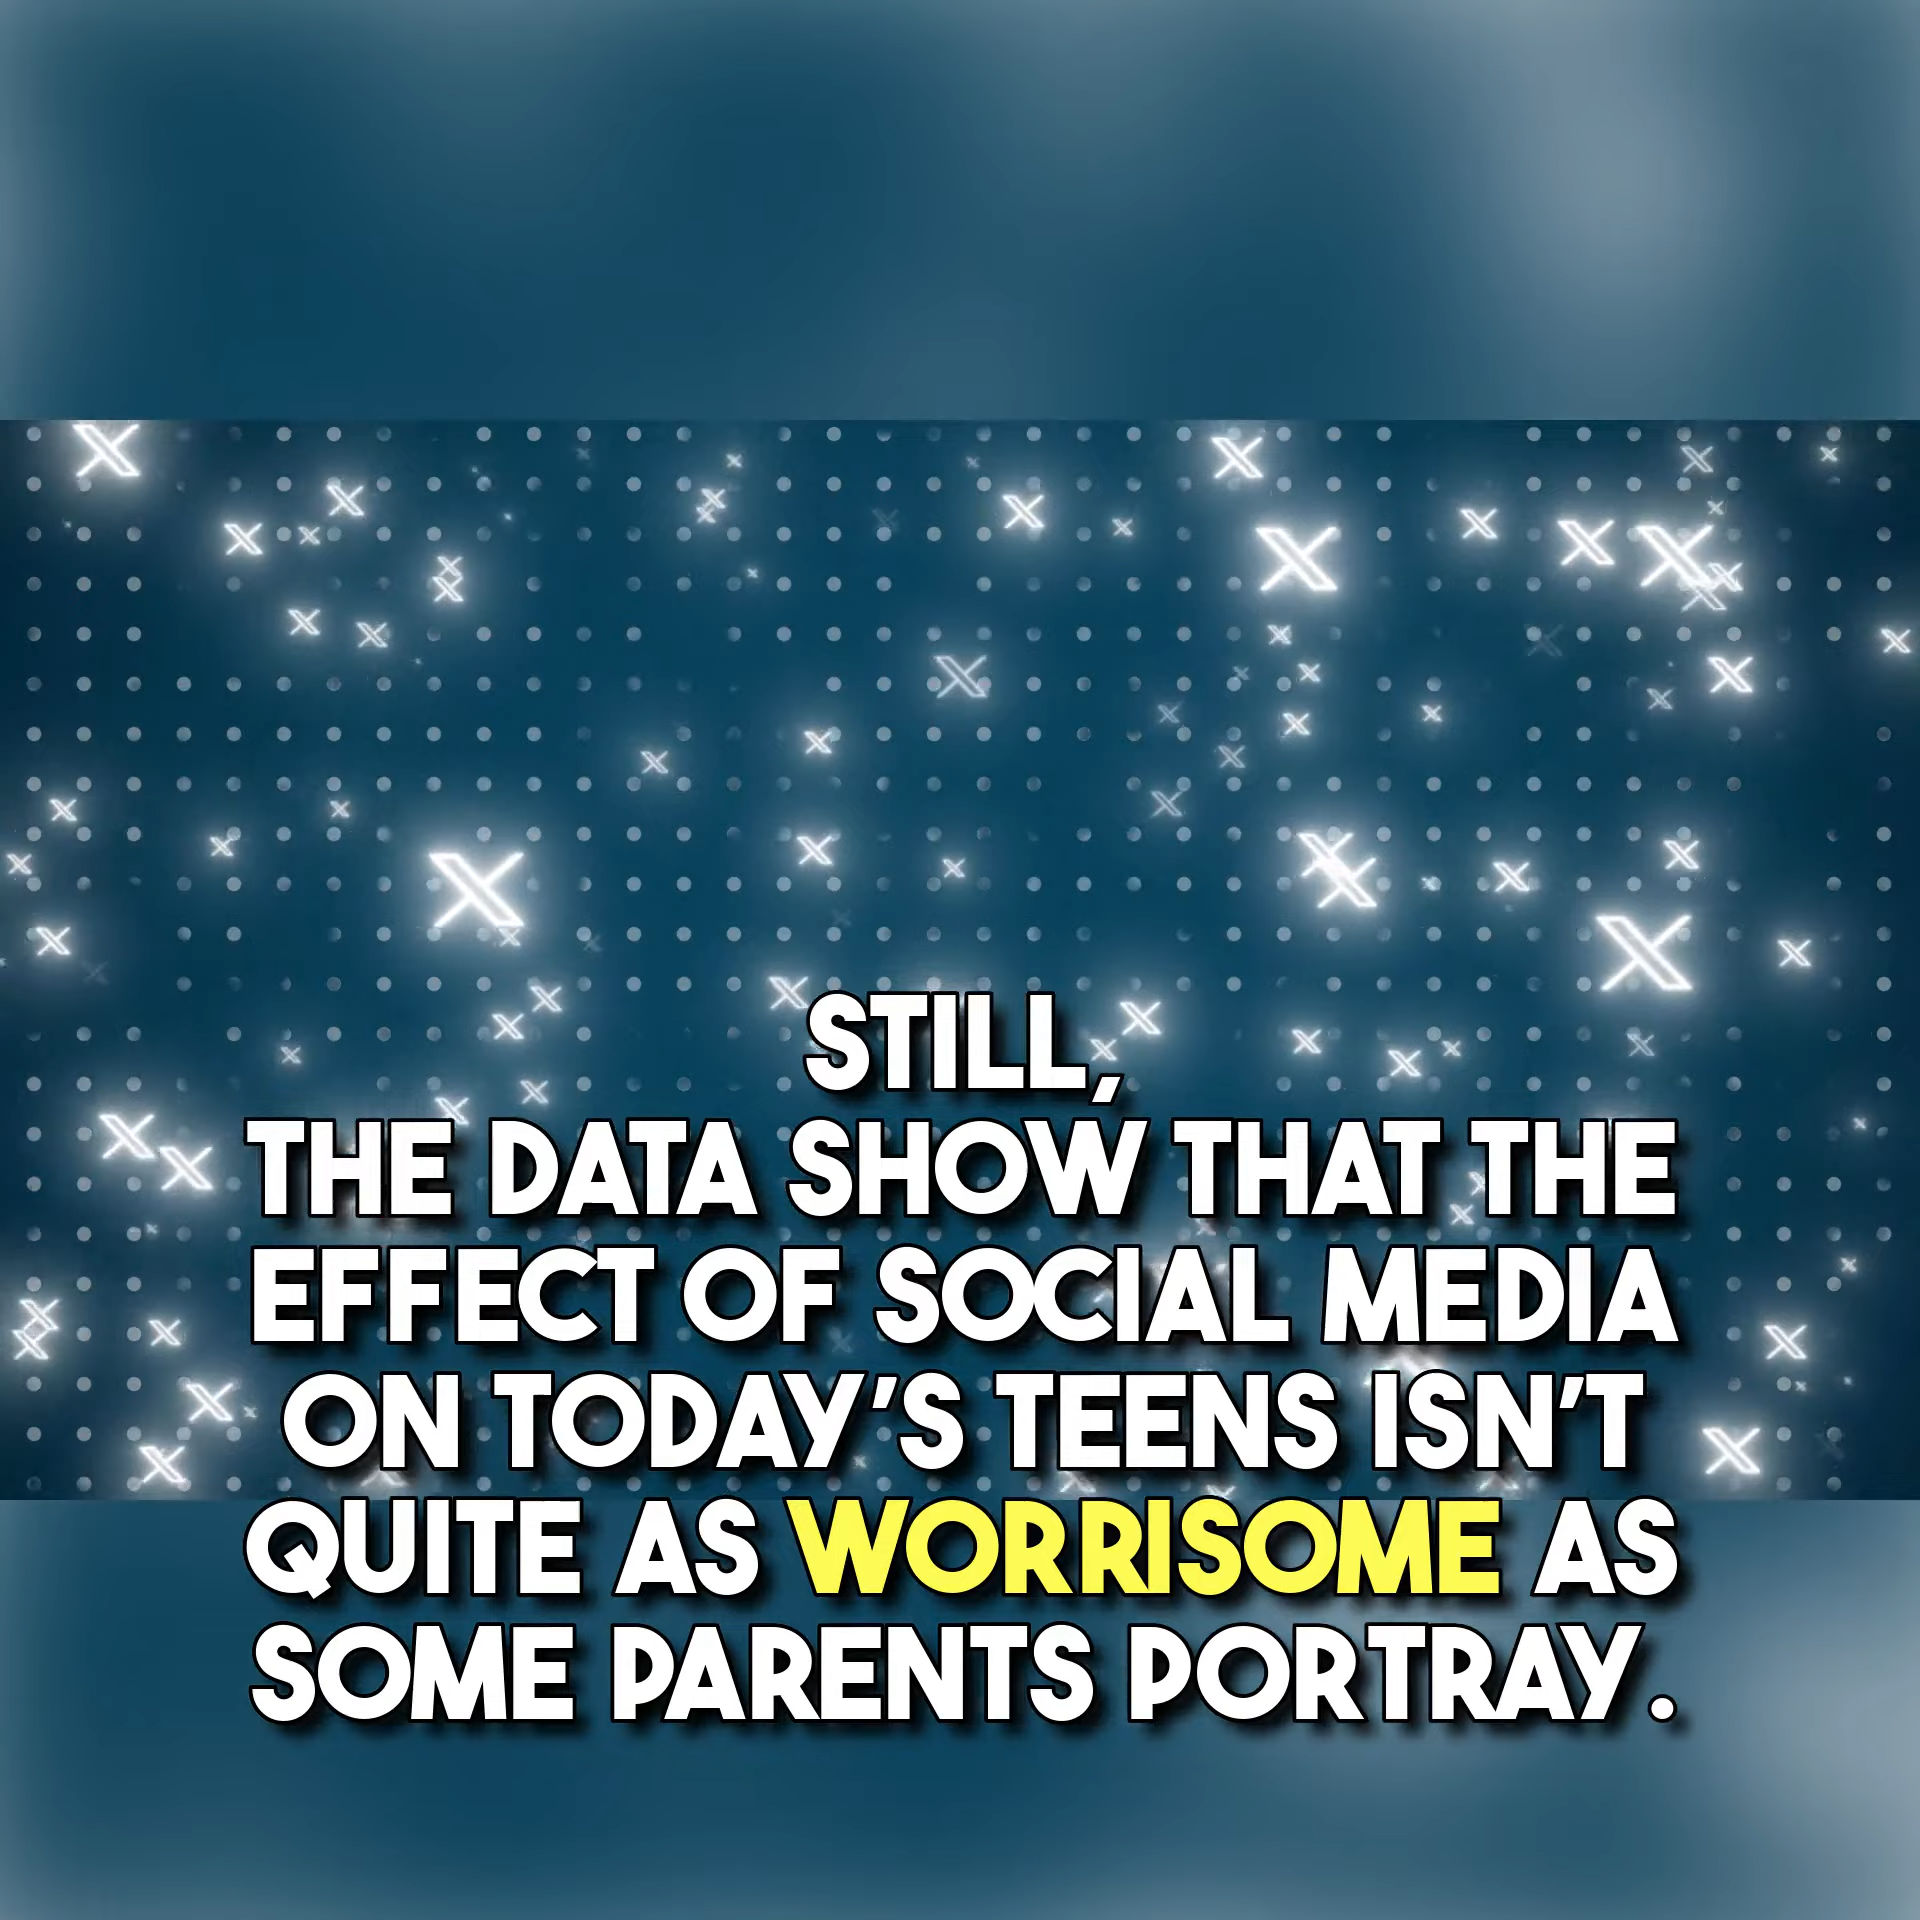 STILL,
THE DATA SHOW THAT THE
EFFECT OF SOCIAL MEDIA
ON TODAY'S TEENS ISN'T
QUITE AS WORRISOME AS
SOME PARENTS PORTRAY.